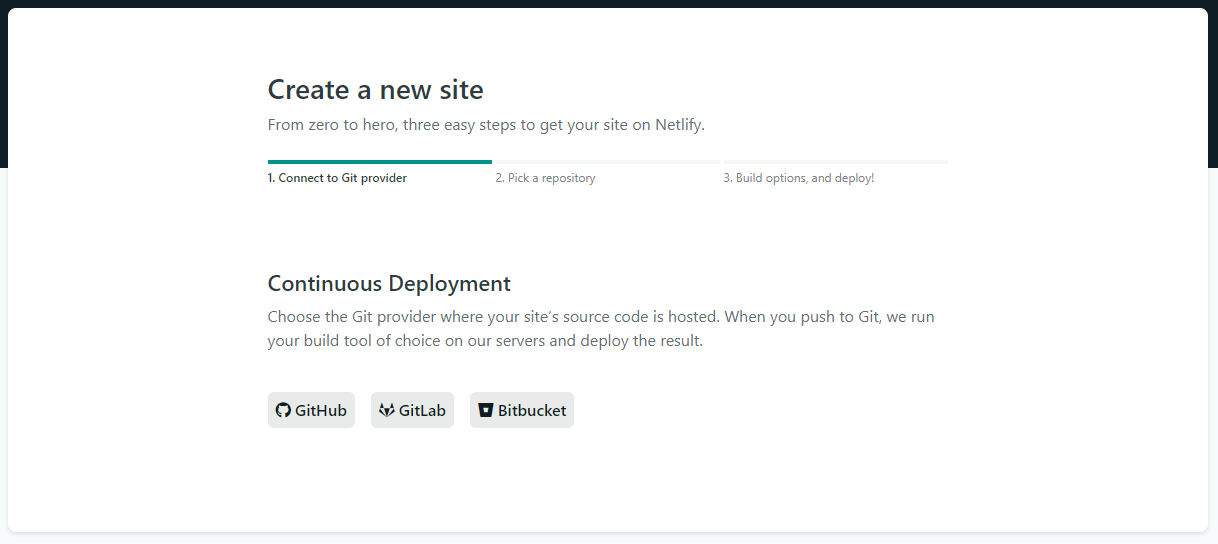 Create a new site
From zero to hero, three easy steps to get your site on Netlify.
1. Connect to Git provider
2. Pick a repository
3. Build options, and deploy!
Continuous Deployment
Choose the Git provider where your site’s source code is hosted. When you push to Git, we run
your build tool of choice on our servers and deploy the result.
GitHub
GitLab
Bitbucket